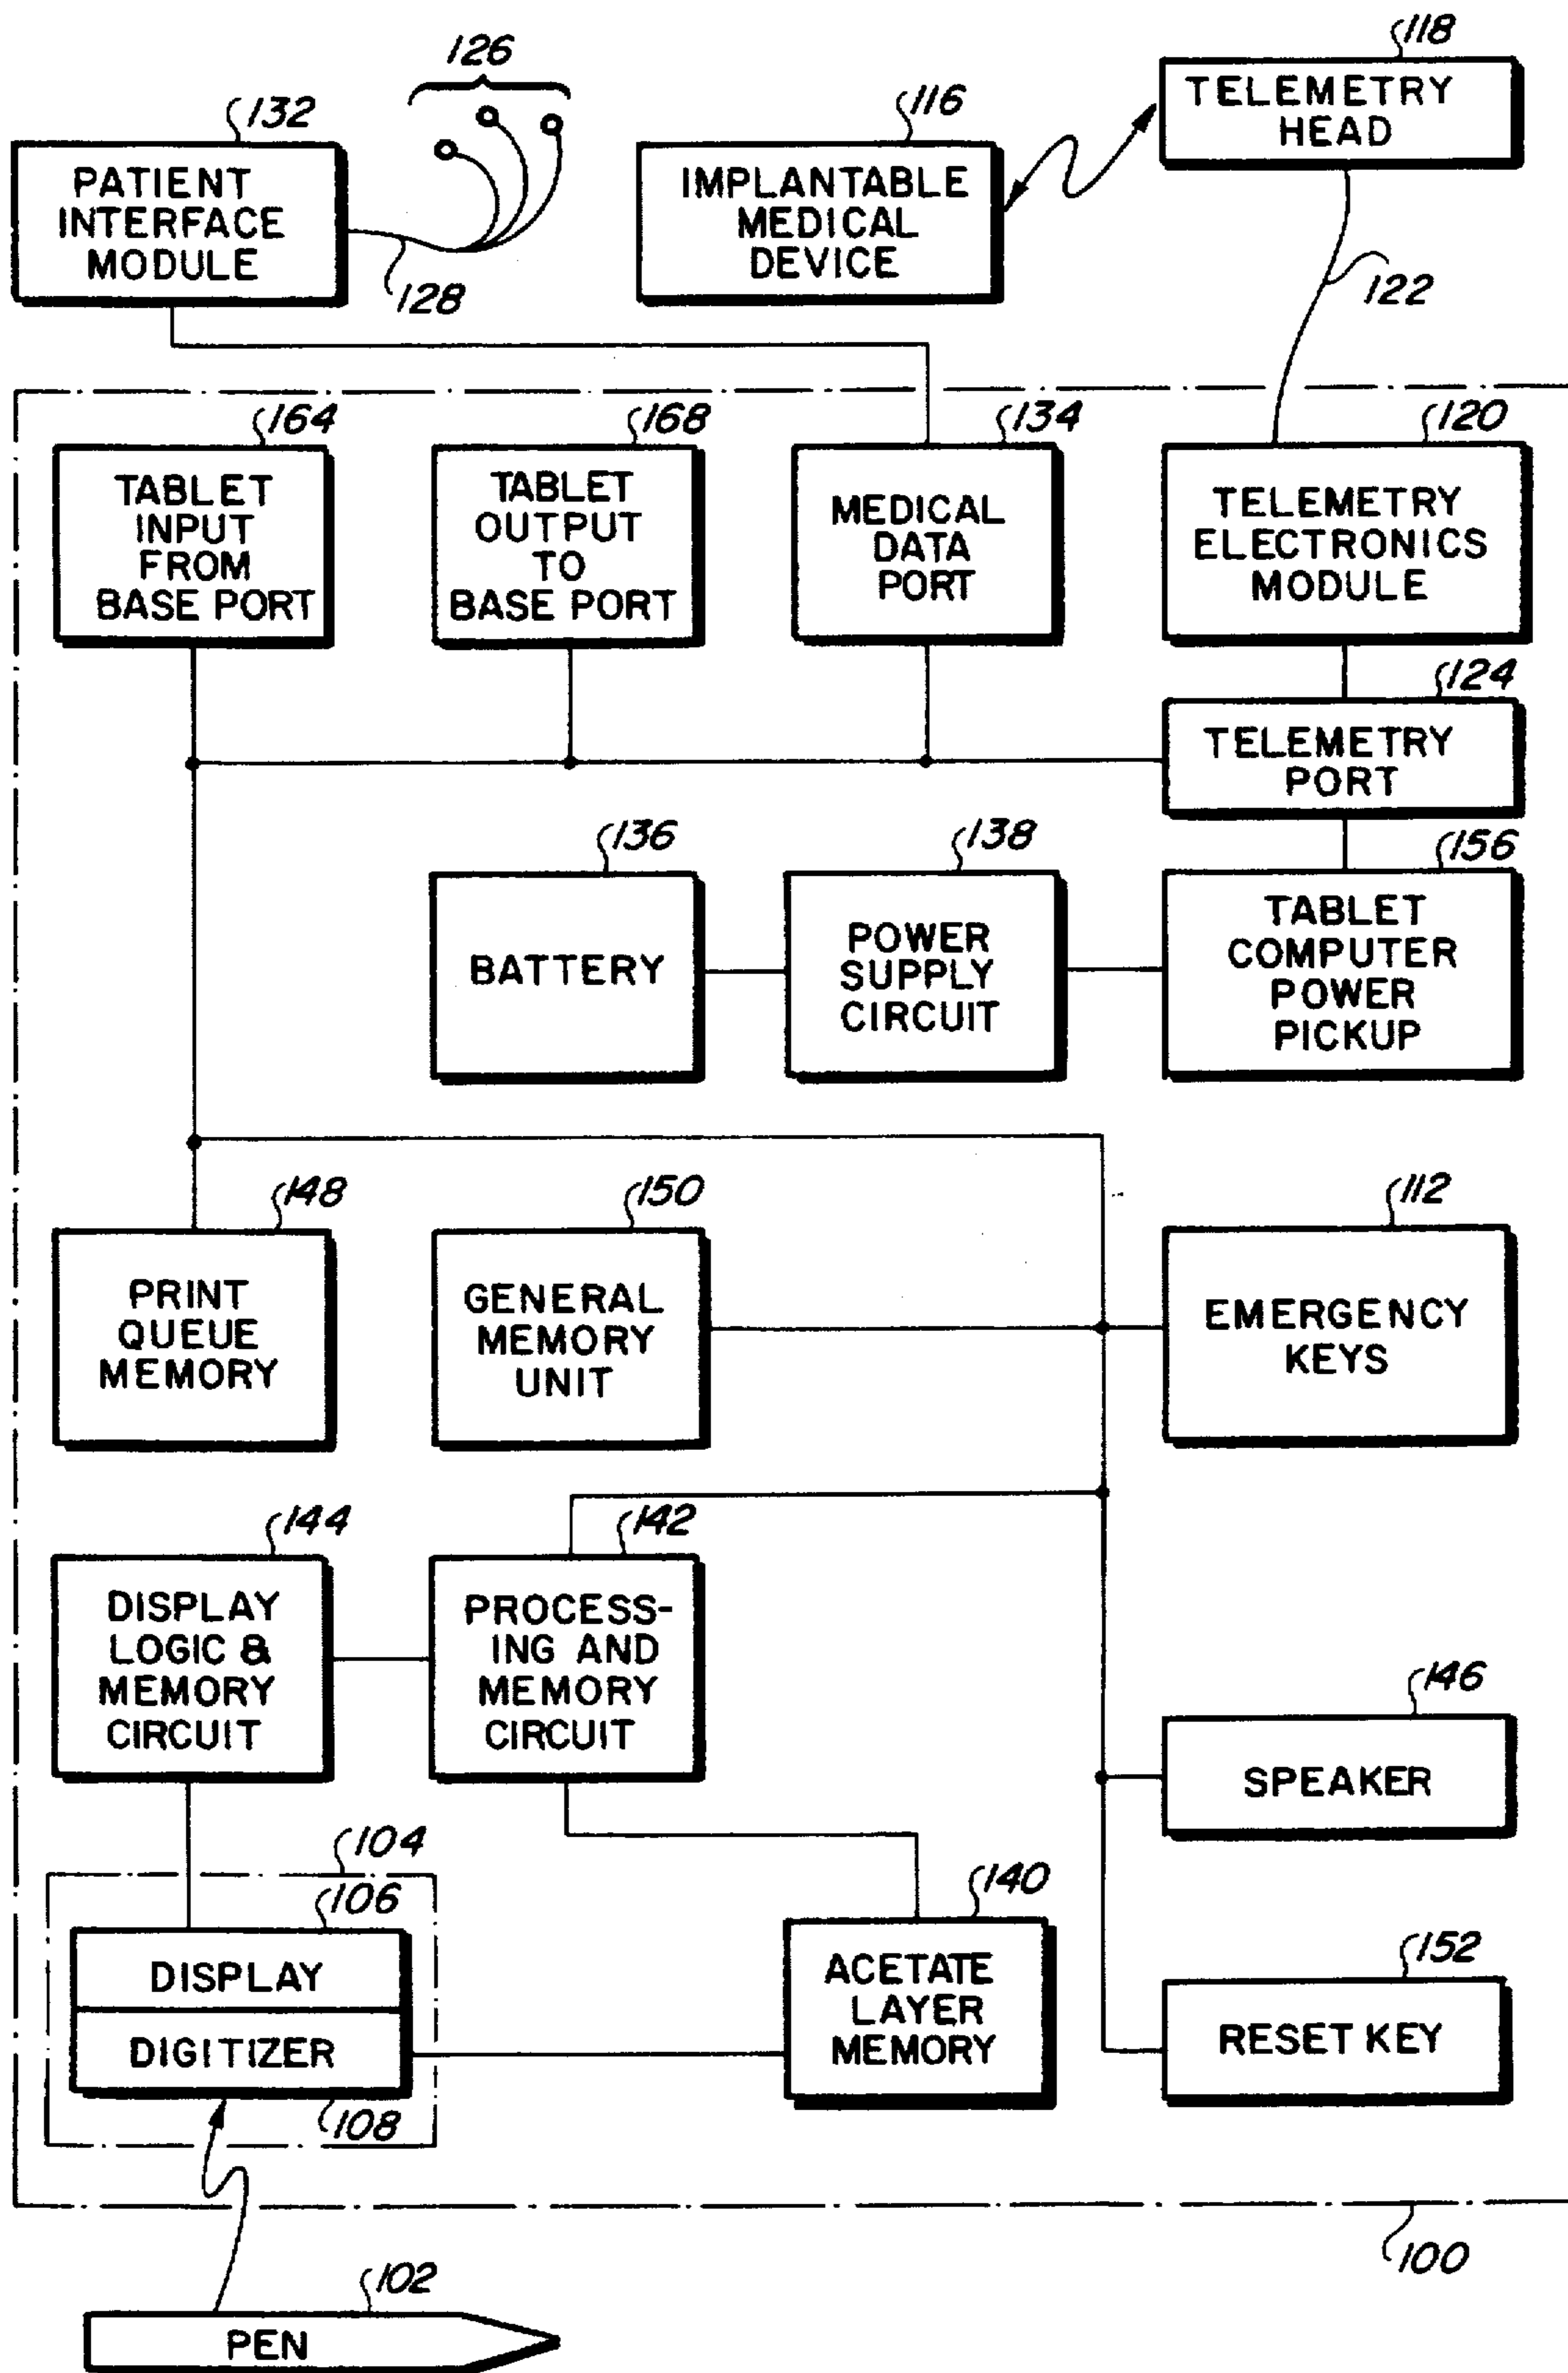 126
118
TELEMETRY
HEAD
132
PATIENT
INTERFACE
MODULE
128
116
IMPLANTABLE
MEDICAL
DEVICE
122
164
TABLET
INPUT
FROM
BASE PORT
168
TABLET
OUTPUT
TO
BASE PORT
134
MEDICAL
DATA
PORT
120
TELEMETRY
ELECTRONICS
MODULE
124
TELEMETRY
PORT
136
BATTERY
138
POWER
SUPPLY
CIRCUIT
156
TABLET
COMPUTER
POWER
PICKUP
148
PRINT
QUEUE
MEMORY
150
GENERAL
MEMORY
UNIT
112
EMERGENCY
KEYS
144
DISPLAY
LOGIC &
MEMORY
CIRCUIT
142
PROCESS-
ING AND
MEMORY
CIRCUIT
146
SPEAKER
104
106
DISPLAY
DIGITIZER
108
140
ACETATE
LAYER
MEMORY
152
RESET KEY
100
102
PEN